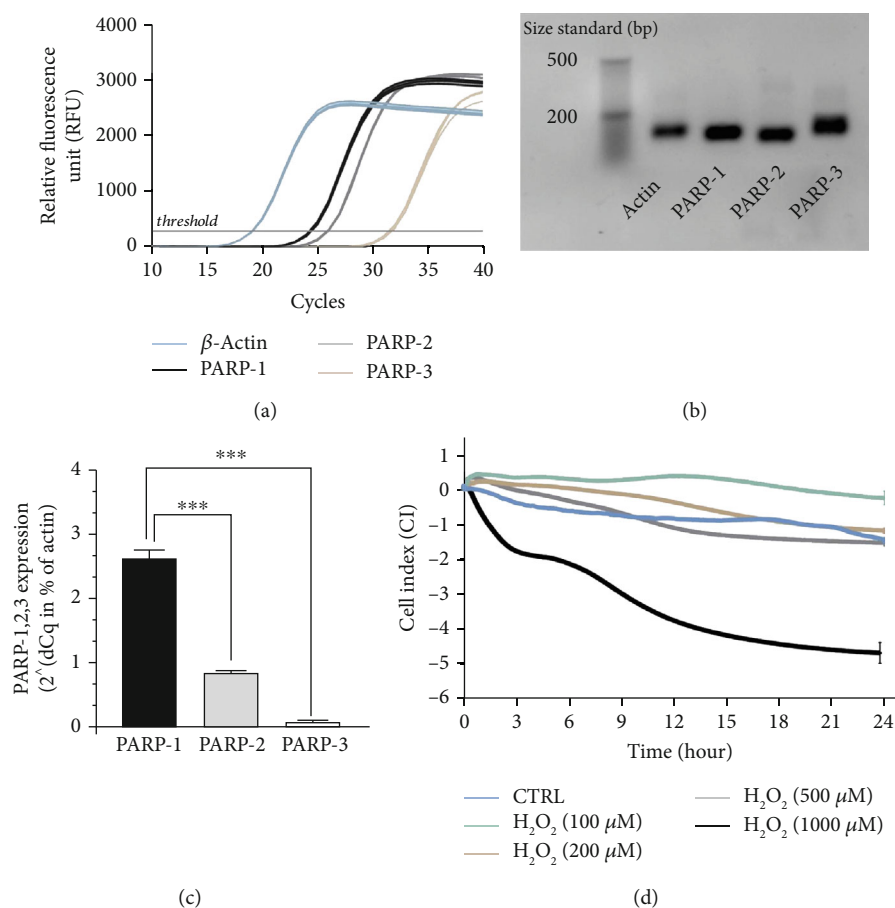 Relative fluorescence
unit (RFU)
4000
3000
2000
1000
0
threshold
10 15 20 25 30 35 40
Cycles
β-Actin
PARP-1
PARP-2
PARP-3
(a)
Size standard (bp)
500
200
Actin
PARP-1
PARP-2
PARP-3
(b)
PARP-1,2,3 expression
(2^(dCq in % of actin)
4
3
2
1
0
***
***
PARP-1 PARP-2 PARP-3
(c)
Cell index (CI)
1
0
−1
−2
−3
−4
−5
−6
0 3 6 9 12 15 18 21 24
Time (hour)
CTRL
H₂O₂ (100 μM)
H₂O₂ (200 μM)
H₂O₂ (500 μM)
H₂O₂ (1000 μM)
(d)